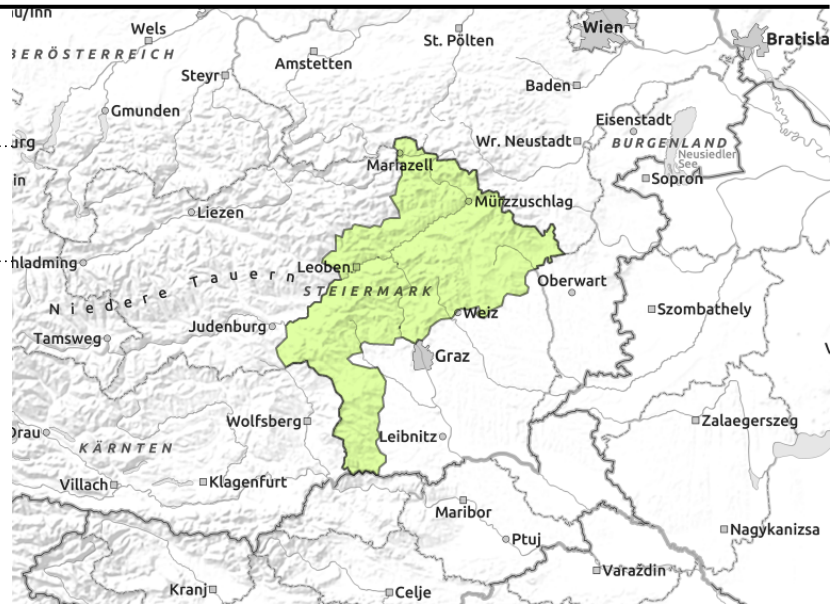 Wels
Wien
St. Pölten
Bratisla
BERÖSTERREICH
Amstetten
Steyr
Baden
Gmunden
Eisenstadt
Wr. Neustadt
BURGENLAND
Neusiedler
See
Mariazell
Sopron
Mürzzuschlag
Liezen
hladming
Leoben
Niedere Tauern
STEIERMARK
Oberwart
Szombathely
Weiz
Judenburg
Tamsweg
Graz
Wolfsberg
Leibnitz
Zalaegerszeg
Drau
KÄRNTEN
Villach
Klagenfurt
Maribor
Nagykanizsa
Ptuj
Varaždin
Kranj
Celje